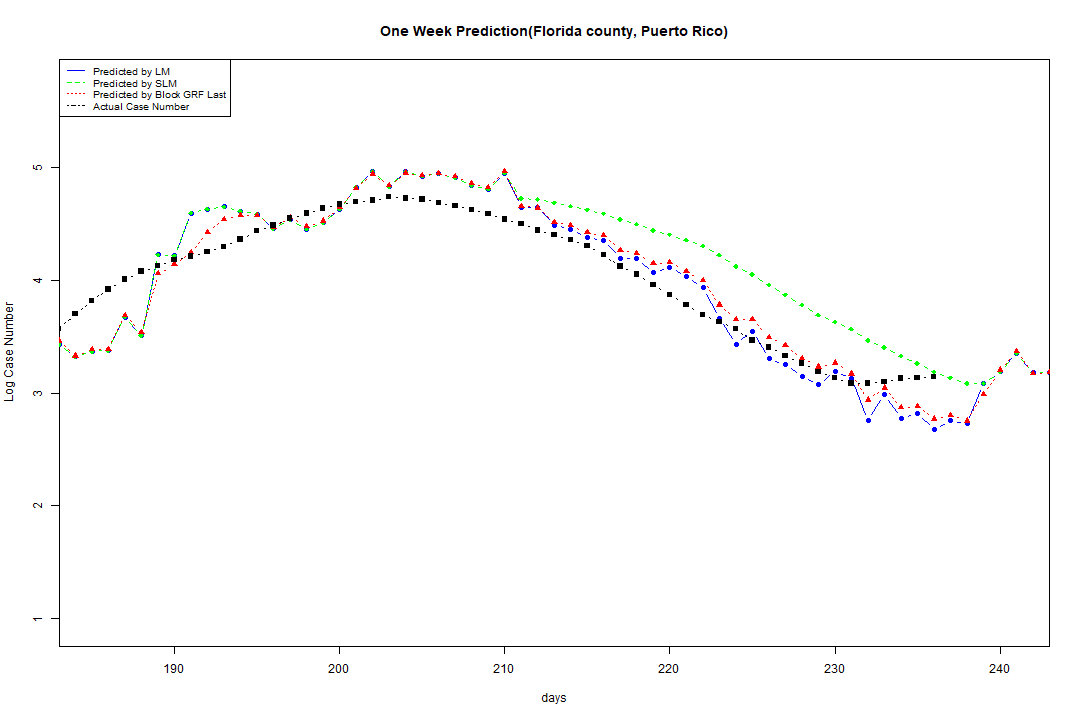 One Week Prediction(Florida county, Puerto Rico)
Predicted by LM
Predicted by SLM
Predicted by Block GRF Last
Actual Case Number
5
4
3
2
1
Log Case Number
190 200 210 220 230 240
days